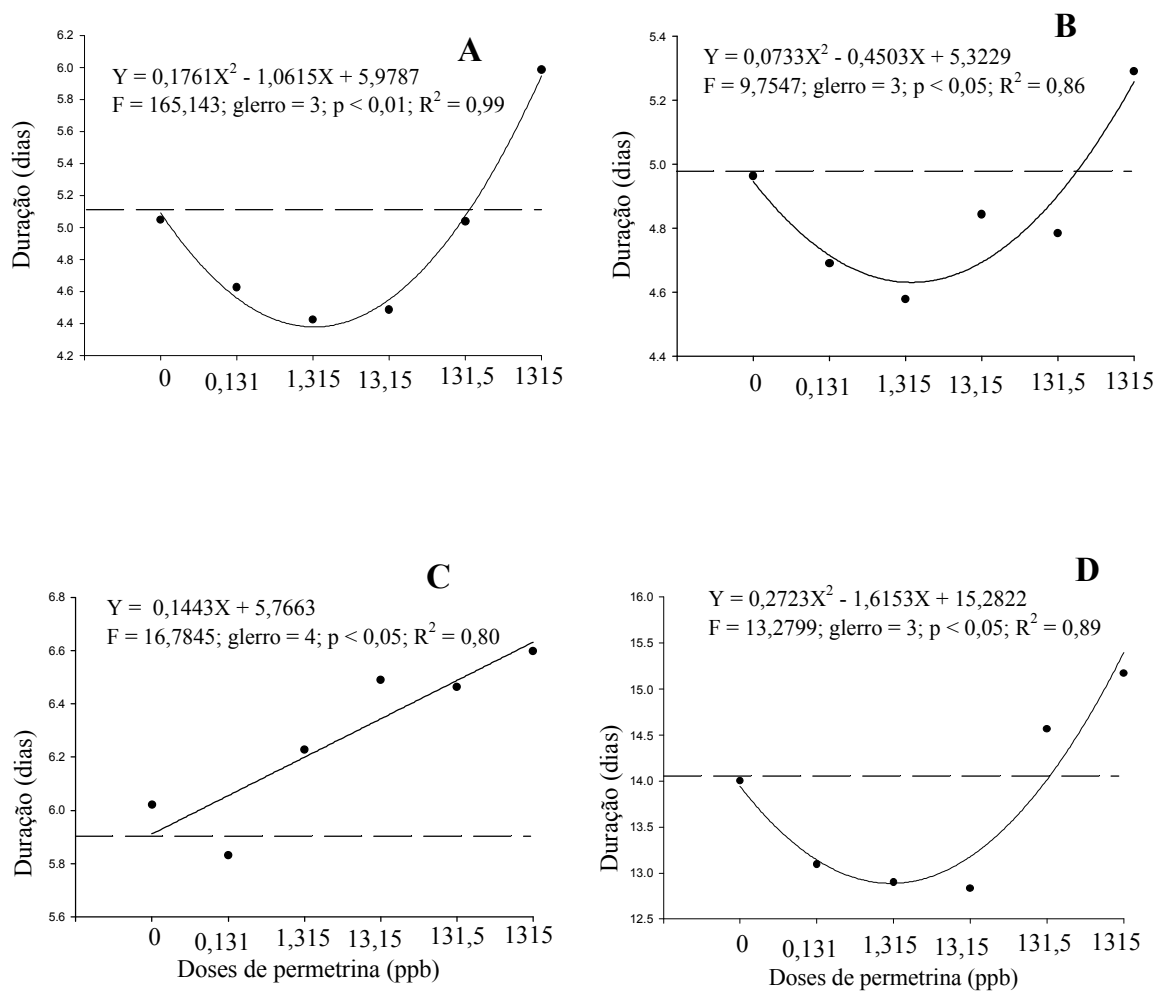 A
Y = 0,1761X² - 1,0615X + 5,9787
F = 165,143; glerro = 3; p < 0,01; R² = 0,99
Duração (dias)
6.2
6.0
5.8
5.6
5.4
5.2
5.0
4.8
4.6
4.4
4.2
0 0,131 1,315 13,15 131,5 1315
B
Y = 0,0733X² - 0,4503X + 5,3229
F = 9,7547; glerro = 3; p < 0,05; R² = 0,86
Duração (dias)
5.4
5.2
5.0
4.8
4.6
4.4
0 0,131 1,315 13,15 131,5 1315
C
Y = 0,1443X + 5,7663
F = 16,7845; glerro = 4; p < 0,05; R² = 0,80
Duração (dias)
6.8
6.6
6.4
6.2
6.0
5.8
5.6
0 0,131 1,315 13,15 131,5 1315
Doses de permetrina (ppb)
D
Y = 0,2723X² - 1,6153X + 15,2822
F = 13,2799; glerro = 3; p < 0,05; R² = 0,89
Duração (dias)
16.0
15.5
15.0
14.5
14.0
13.5
13.0
12.5
0 0,131 1,315 13,15 131,5 1315
Doses de permetrina (ppb)